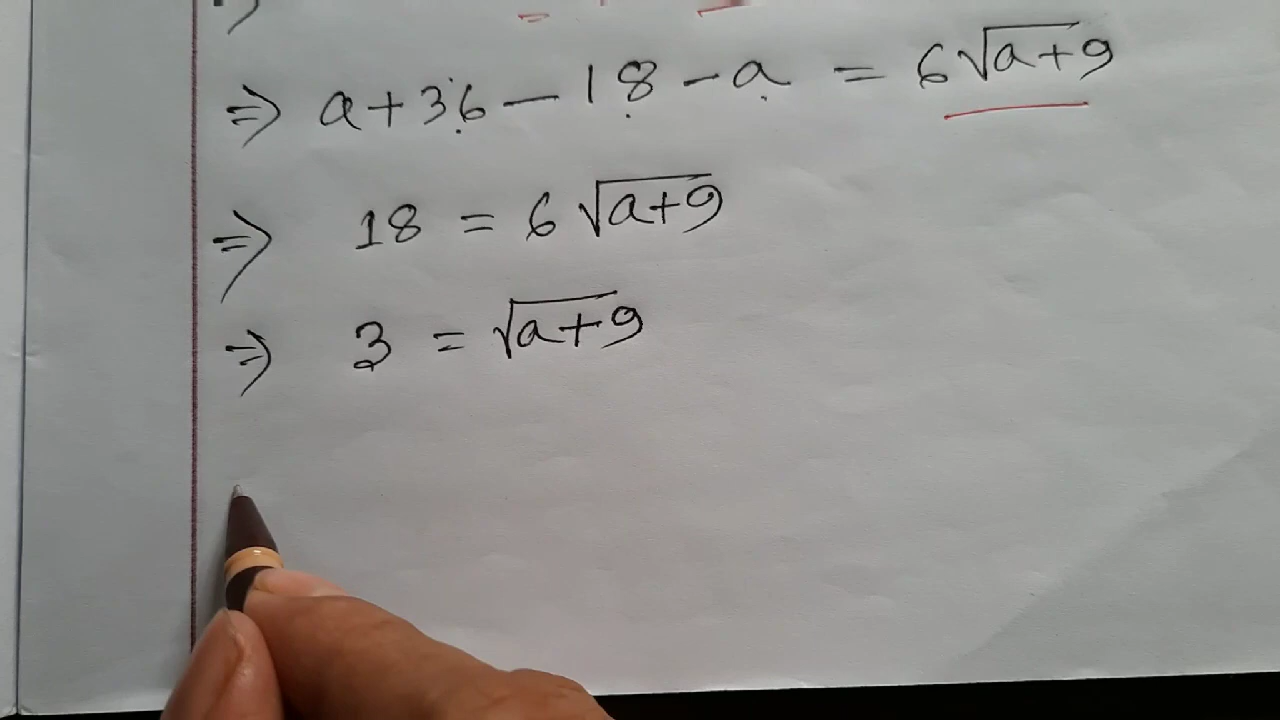 ⇒ a+36-18-a = 6√(a+9)
⇒ 18 = 6√(a+9)
⇒ 3 = √(a+9)